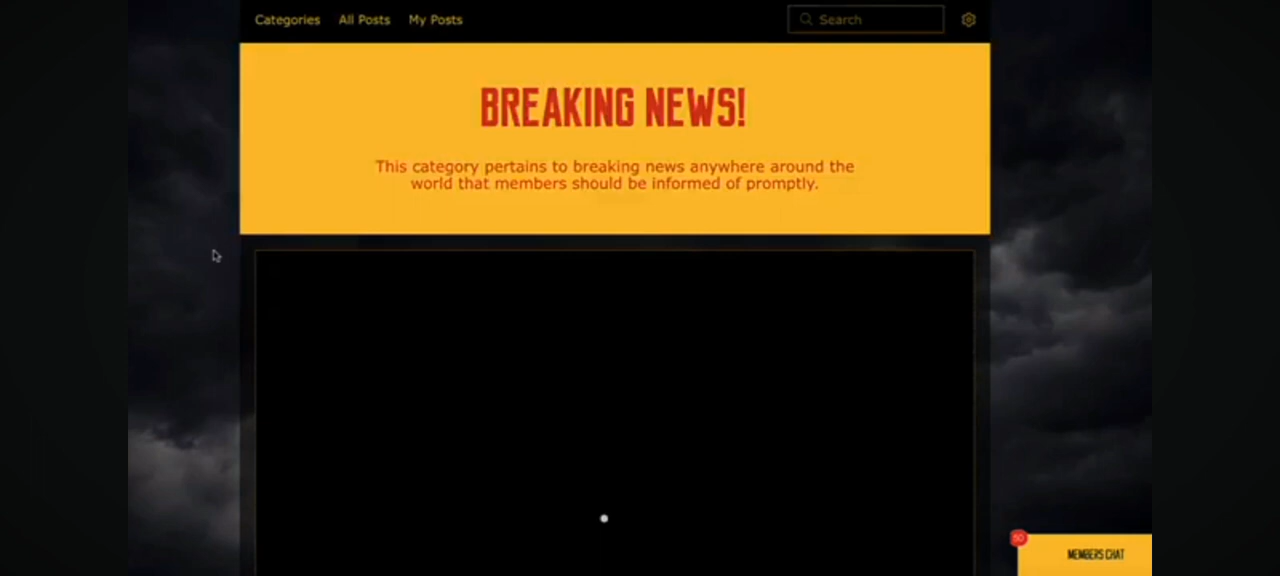 Categories All Posts My Posts Search
BREAKING NEWS!
This category pertains to breaking news anywhere around the
world that members should be informed of promptly.
50
MEMBERS CHAT